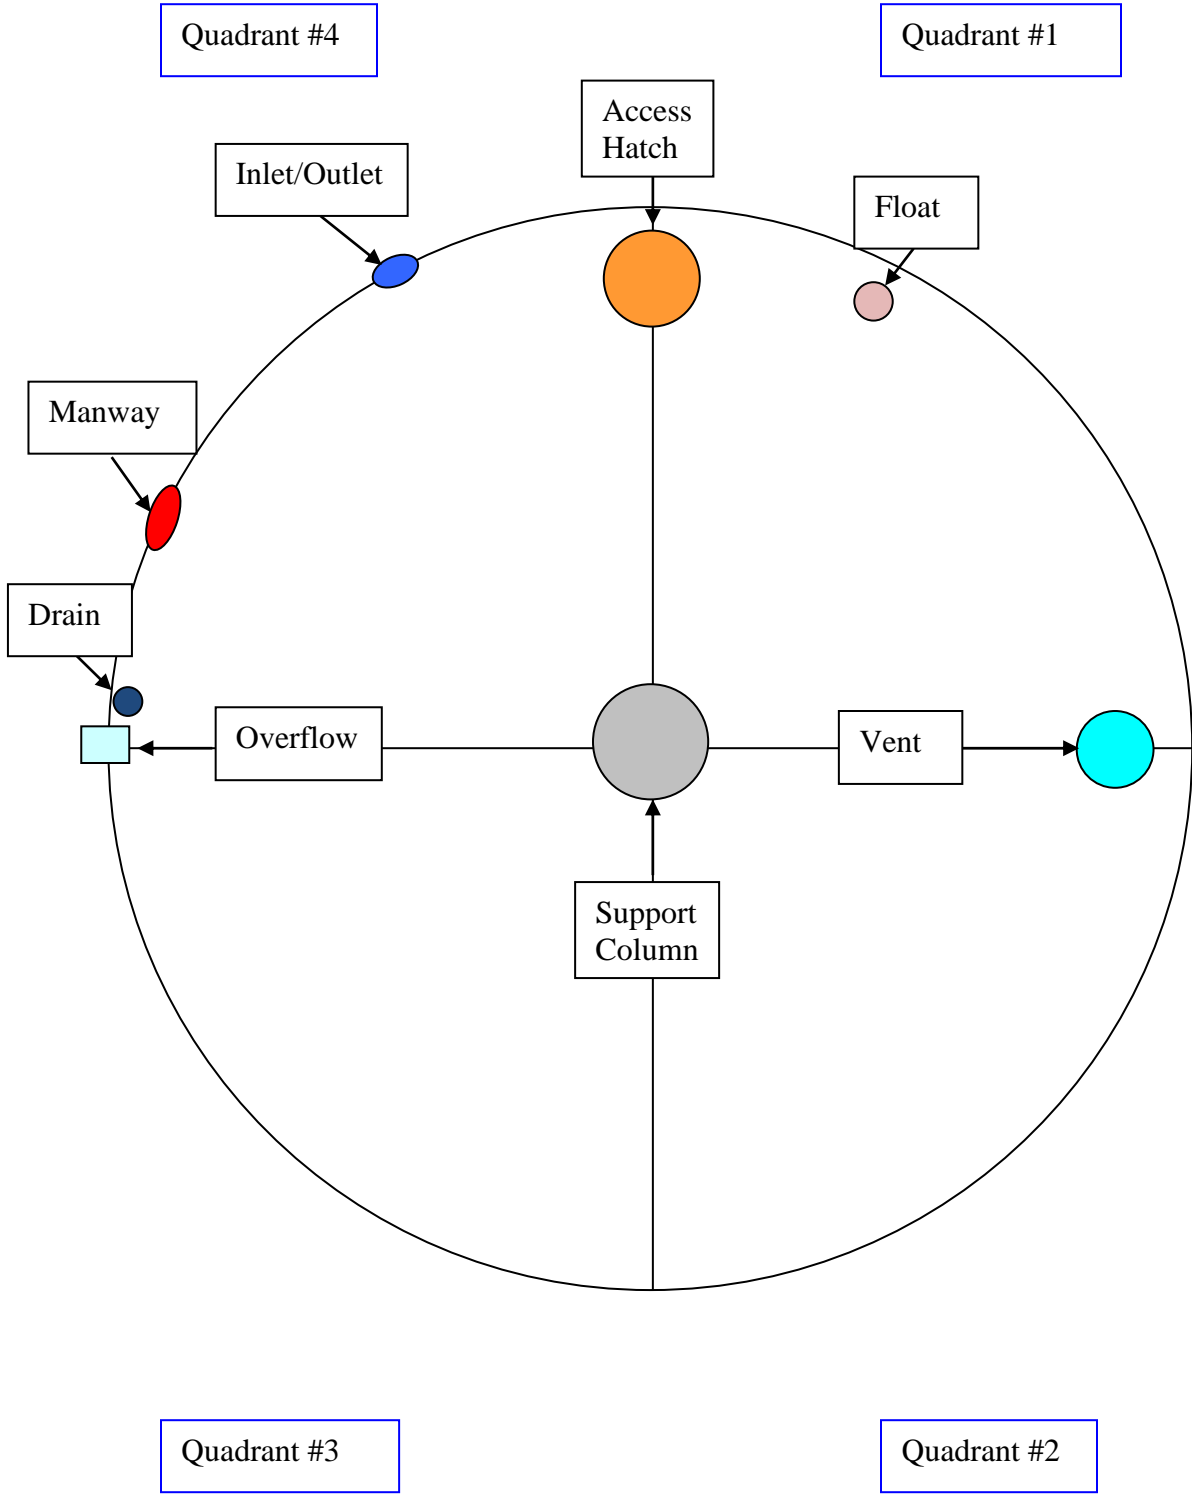 Quadrant #4
Quadrant #1
Access
Hatch
Inlet/Outlet
Float
Manway
Drain
Overflow
Vent
Support
Column
Quadrant #3
Quadrant #2